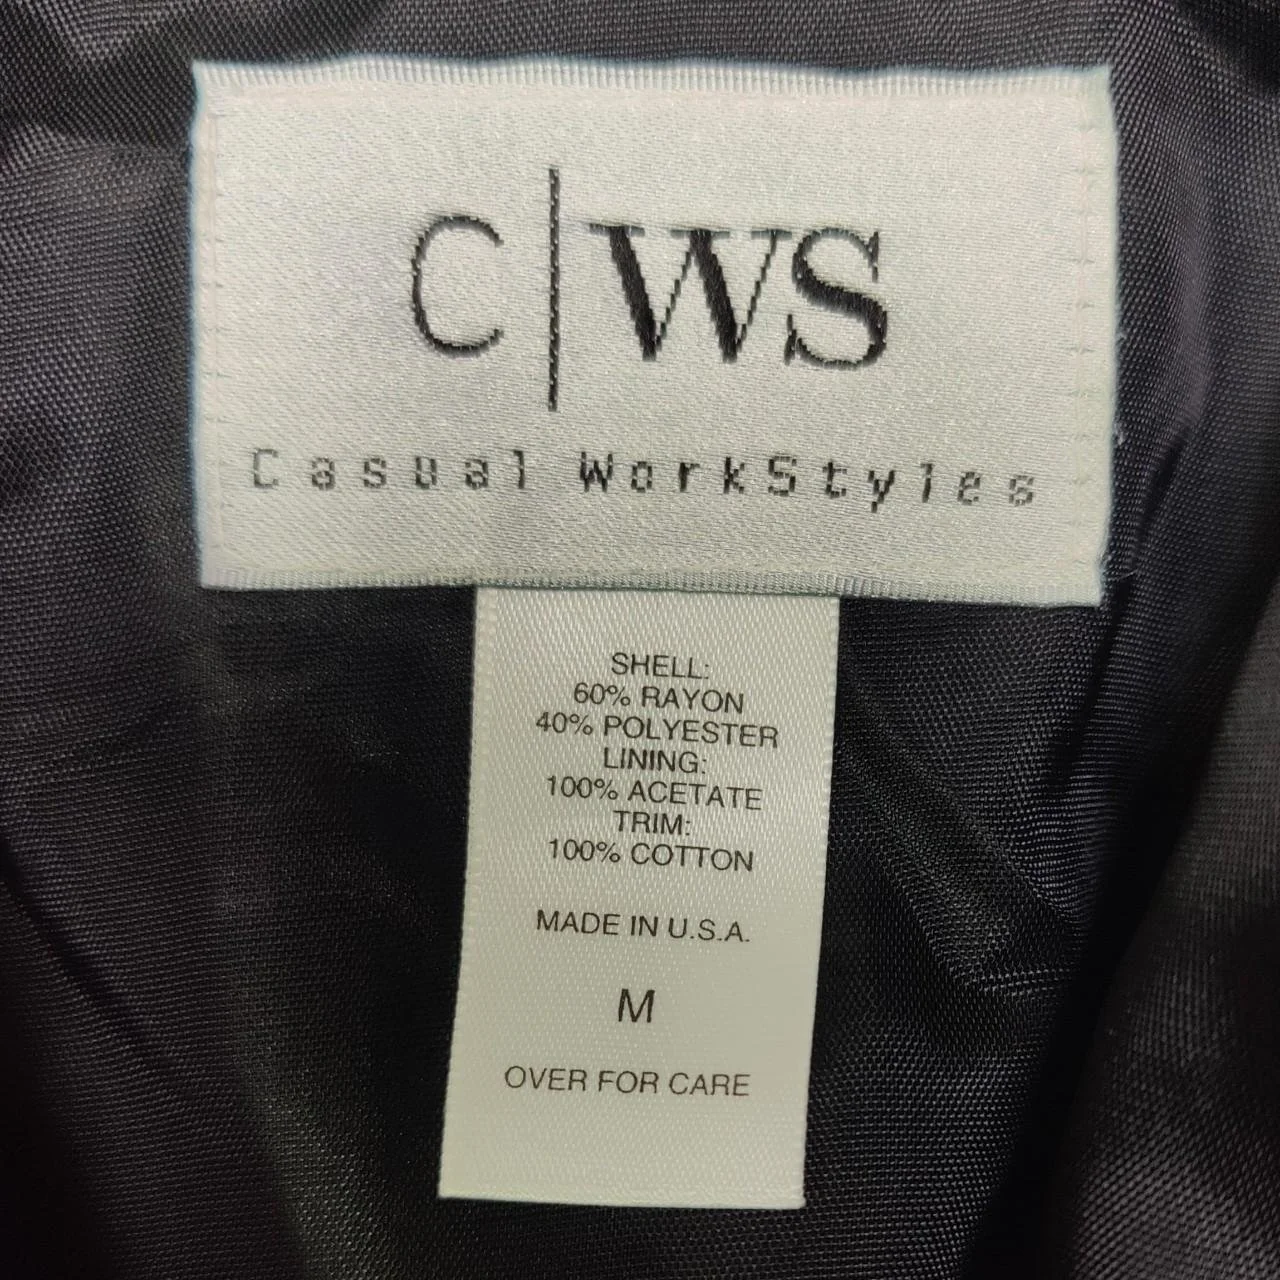 C|WS
Casual WorkStyles
SHELL:
60% RAYON
40% POLYESTER
LINING:
100% ACETATE
TRIM:
100% COTTON
MADE IN U.S.A.
M
OVER FOR CARE